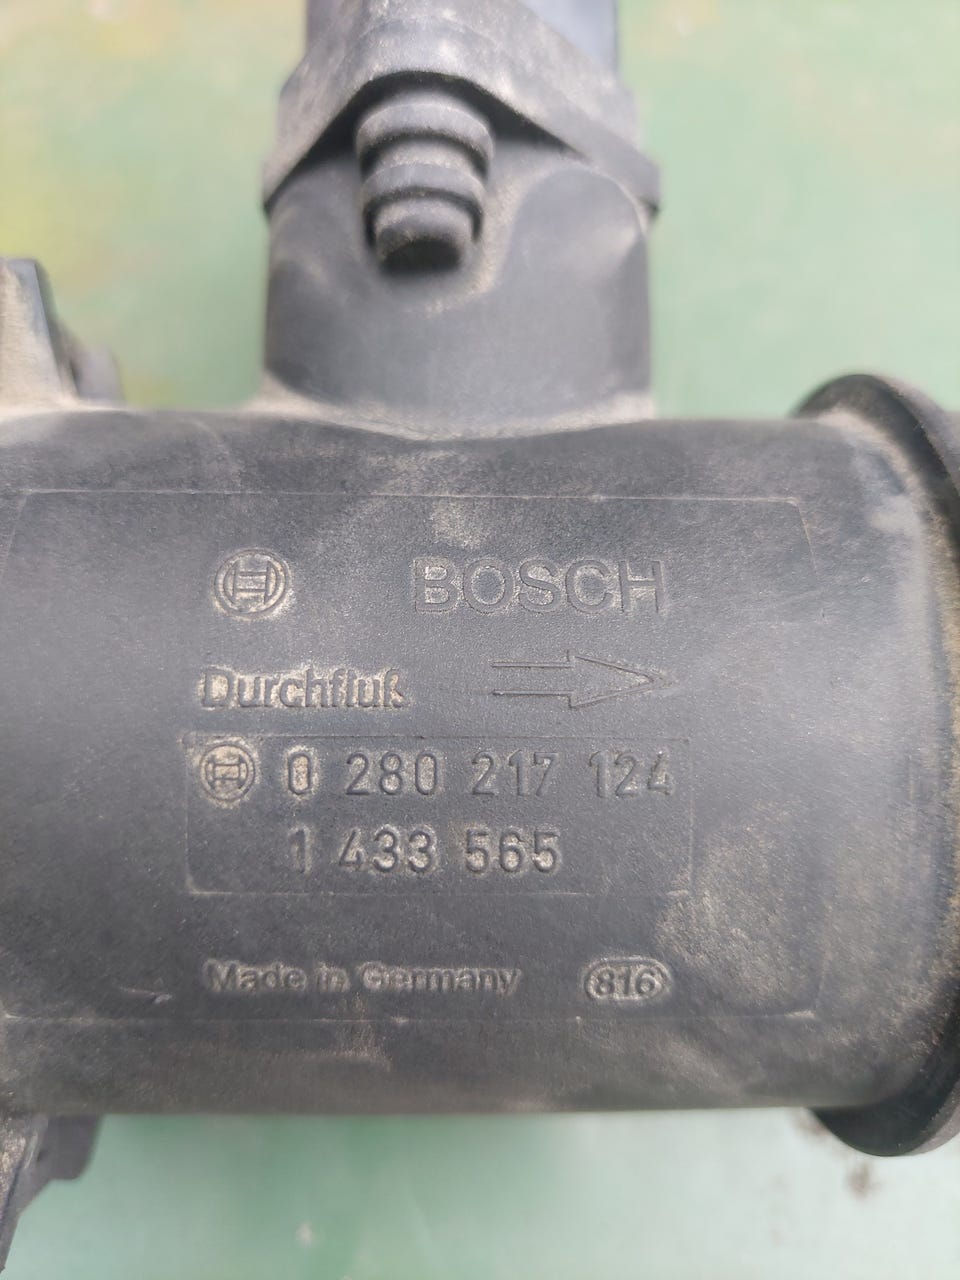 BOSCH
Durchfluß
0 280 217 124
1 433 565
Made in Germany 816